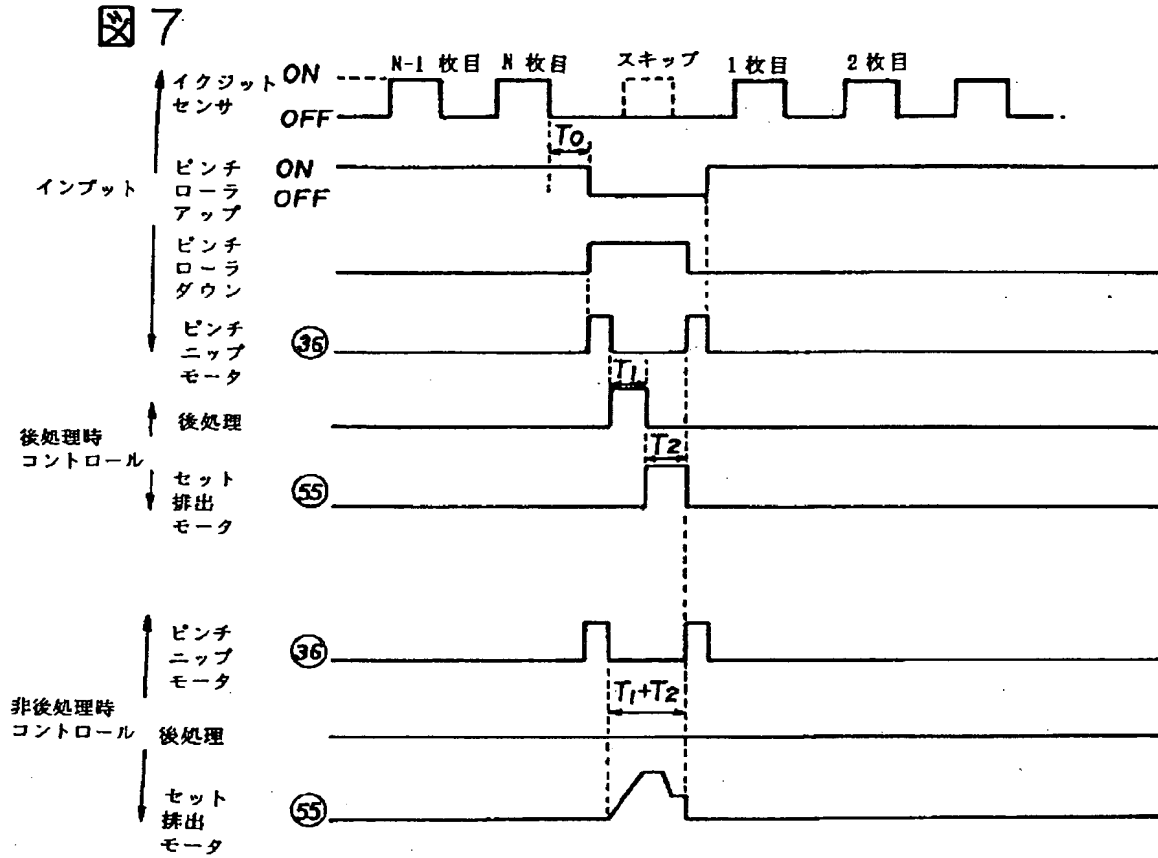 図7
N-1 枚目
N 枚目
スキップ
1 枚目
2 枚目
イクジット
センサ
ON
OFF
T0
インプット
ピンチ
ローラ
アップ
ON
OFF
ピンチ
ローラ
ダウン
ピンチ
ニップ
モータ
36
T1
後処理時
コントロール
後処理
T2
セット
排出
モータ
55
ピンチ
ニップ
モータ
36
T1+T2
非後処理時
コントロール
後処理
セット
排出
モータ
55